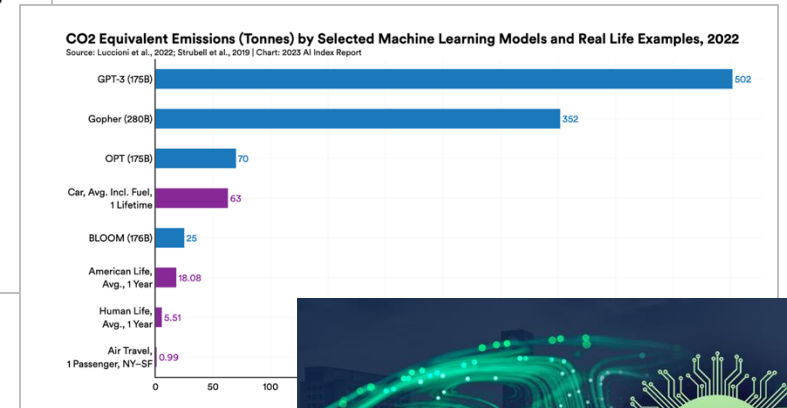 CO2 Equivalent Emissions (Tonnes) by Selected Machine Learning Models and Real Life Examples, 2022
Source: Luccioni et al., 2022; Strubell et al., 2019 | Chart: 2023 AI Index Report
GPT-3 (175B) 502
Gopher (280B) 352
OPT (175B) 70
Car, Avg. Incl. Fuel,
1 Lifetime 63
BLOOM (176B) 25
American Life,
Avg., 1 Year 18.08
Human Life,
Avg., 1 Year 5.51
Air Travel,
1 Passenger, NY–SF 0.99
0 50 100